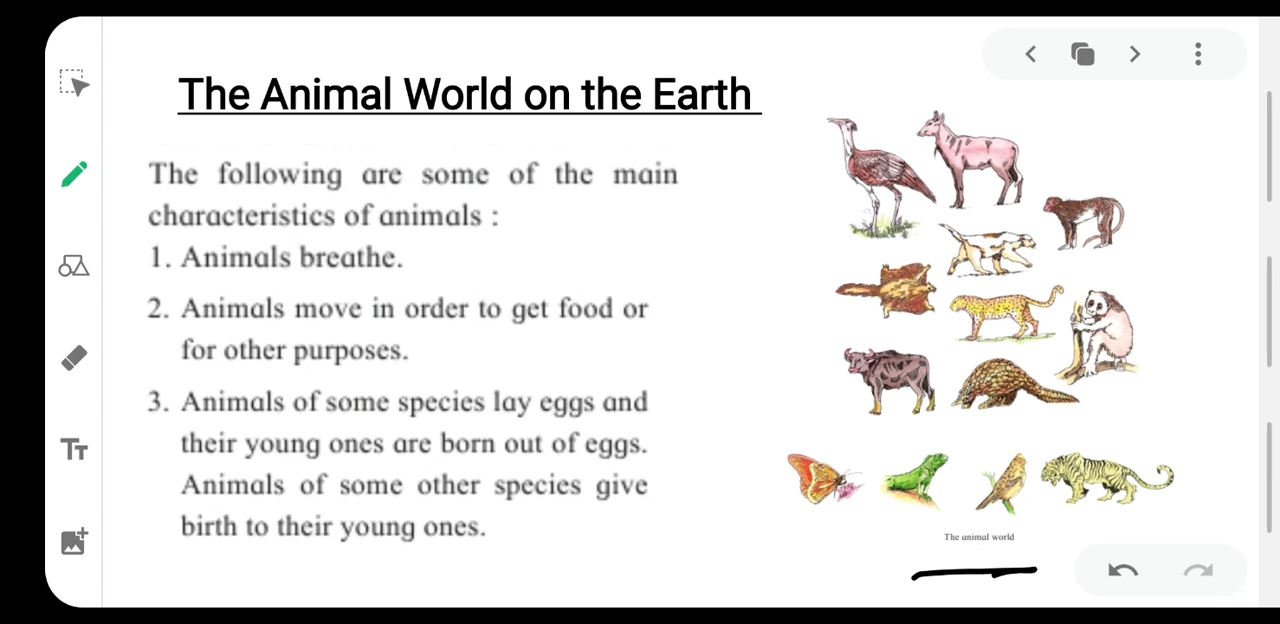 The Animal World on the Earth
The following are some of the main
characteristics of animals :
1. Animals breathe.
2. Animals move in order to get food or
for other purposes.
3. Animals of some species lay eggs and
their young ones are born out of eggs.
Animals of some other species give
birth to their young ones.
The animal world
TT